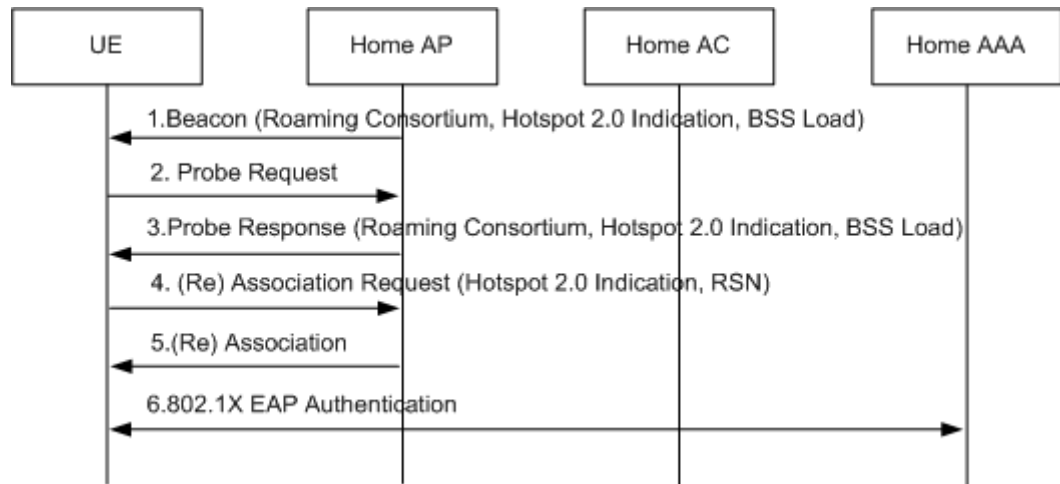 UE
Home AP
Home AC
Home AAA
1.Beacon (Roaming Consortium, Hotspot 2.0 Indication, BSS Load)
2. Probe Request
3.Probe Response (Roaming Consortium, Hotspot 2.0 Indication, BSS Load)
4. (Re) Association Request (Hotspot 2.0 Indication, RSN)
5.(Re) Association
6.802.1X EAP Authentication